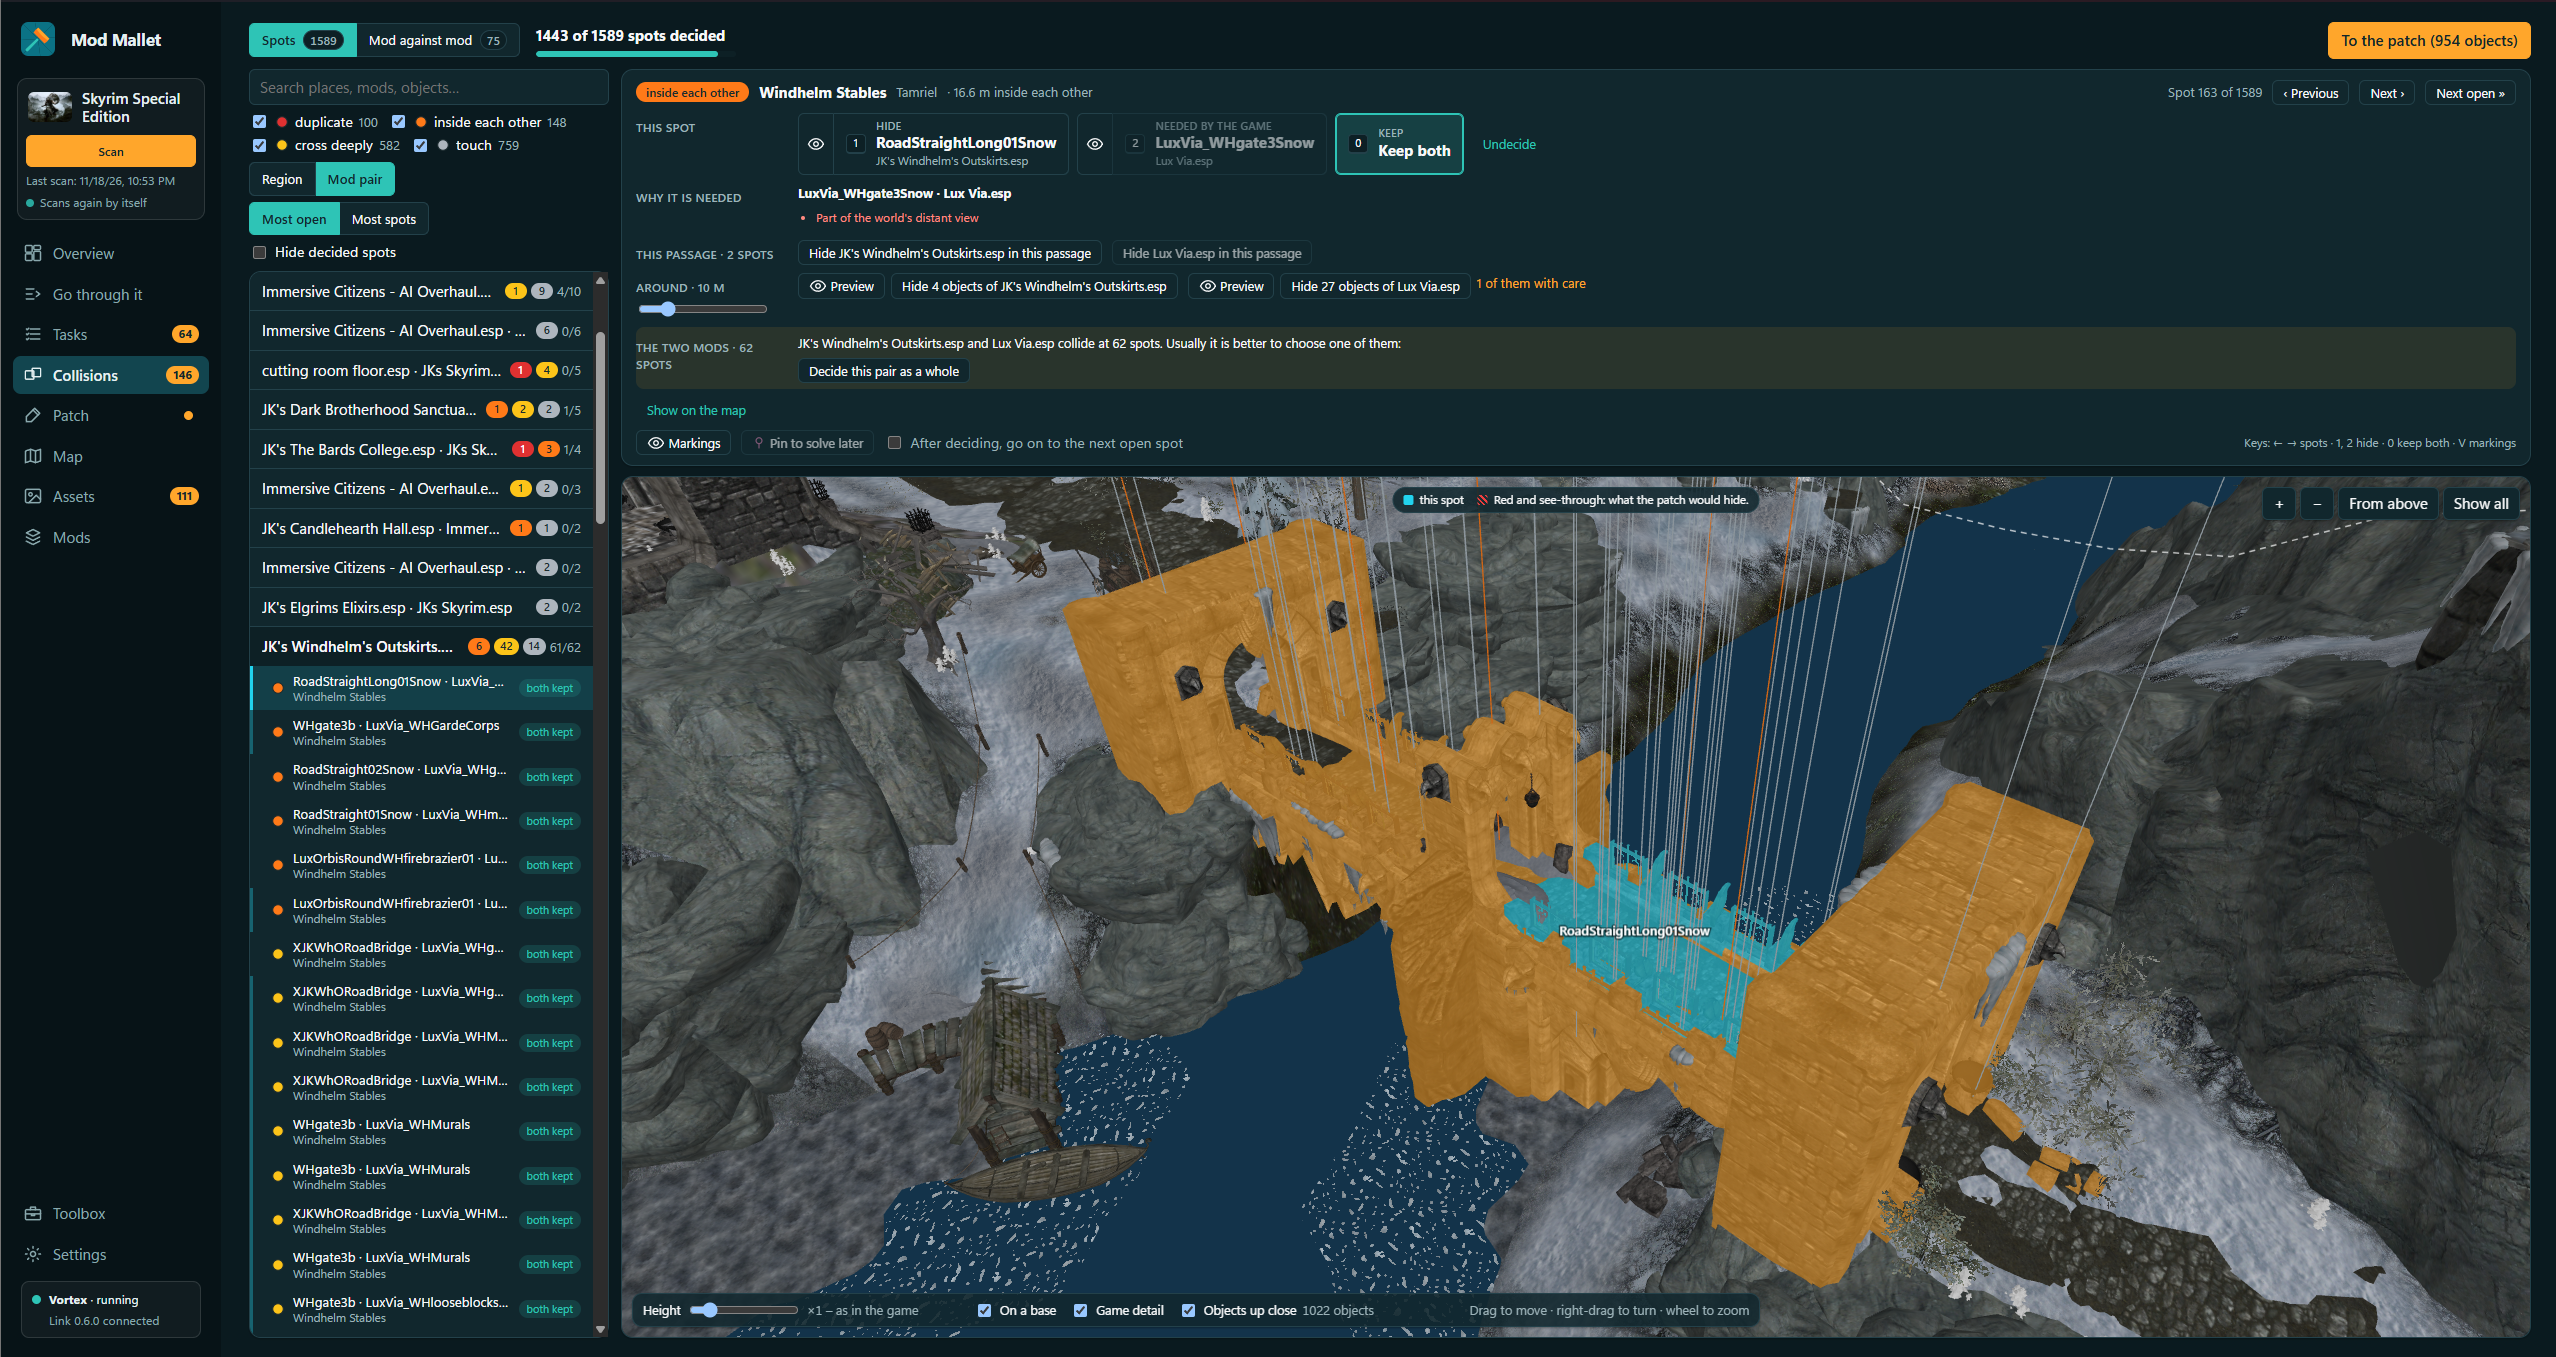 Mod Mallet
Skyrim Special
Edition
Scan
Last scan: 11/18/26, 10:53 PM
Scans again by itself
Overview
Go through it
Tasks 64
Collisions 146
Patch
Map
Assets 111
Mods
Toolbox
Settings
Vortex · running
Link 0.6.0 connected
Spots 1589 Mod against mod 75
1443 of 1589 spots decided
To the patch (954 objects)
Search places, mods, objects...
duplicate 100 inside each other 148
cross deeply 582 touch 759
Region Mod pair
Most open Most spots
Hide decided spots
Immersive Citizens - AI Overhaul.... 1 9 4/10
Immersive Citizens - AI Overhaul.esp · ... 6 0/6
cutting room floor.esp · JKs Skyrim... 1 4 0/5
JK's Dark Brotherhood Sanctua... 1 2 2 1/5
JK's The Bards College.esp · JKs Sk... 1 3 1/4
Immersive Citizens - AI Overhaul.e... 1 2 0/3
JK's Candlehearth Hall.esp · Immer... 1 1 0/2
Immersive Citizens - AI Overhaul.esp · ... 2 0/2
JK's Elgrims Elixirs.esp · JKs Skyrim.esp 2 0/2
JK's Windhelm's Outskirts.... 6 42 14 61/62
RoadStraightLong01Snow · LuxVia_... both kept
Windhelm Stables
WHgate3b · LuxVia_WHGardeCorps both kept
Windhelm Stables
RoadStraight02Snow · LuxVia_WHg... both kept
Windhelm Stables
RoadStraight01Snow · LuxVia_WHm... both kept
Windhelm Stables
LuxOrbisRoundWHfirebrazier01 · Lu... both kept
Windhelm Stables
LuxOrbisRoundWHfirebrazier01 · Lu... both kept
Windhelm Stables
XJKWhORoadBridge · LuxVia_WHg... both kept
Windhelm Stables
XJKWhORoadBridge · LuxVia_WHg... both kept
Windhelm Stables
XJKWhORoadBridge · LuxVia_WHM... both kept
Windhelm Stables
XJKWhORoadBridge · LuxVia_WHM... both kept
Windhelm Stables
WHgate3b · LuxVia_WHMurals both kept
Windhelm Stables
WHgate3b · LuxVia_WHMurals both kept
Windhelm Stables
XJKWhORoadBridge · LuxVia_WHM... both kept
Windhelm Stables
WHgate3b · LuxVia_WHMurals both kept
Windhelm Stables
WHgate3b · LuxVia_WHlooseblocks... both kept
Windhelm Stables
inside each other Windhelm Stables Tamriel · 16.6 m inside each other
Spot 163 of 1589 ‹ Previous Next › Next open »
THIS SPOT
HIDE
1 RoadStraightLong01Snow
JK's Windhelm's Outskirts.esp
NEEDED BY THE GAME
2 LuxVia_WHgate3Snow
Lux Via.esp
KEEP
0 Keep both
Undecide
WHY IT IS NEEDED
LuxVia_WHgate3Snow · Lux Via.esp
• Part of the world's distant view
THIS PASSAGE · 2 SPOTS
Hide JK's Windhelm's Outskirts.esp in this passage Hide Lux Via.esp in this passage
AROUND · 10 M
Preview Hide 4 objects of JK's Windhelm's Outskirts.esp Preview Hide 27 objects of Lux Via.esp 1 of them with care
THE TWO MODS · 62
SPOTS
JK's Windhelm's Outskirts.esp and Lux Via.esp collide at 62 spots. Usually it is better to choose one of them:
Decide this pair as a whole
Show on the map
Markings Pin to solve later After deciding, go on to the next open spot
Keys: ← → spots · 1, 2 hide · 0 keep both · V markings
this spot Red and see-through: what the patch would hide.
+ − From above Show all
RoadStraightLong01Snow
Height ×1 – as in the game On a base Game detail Objects up close 1022 objects Drag to move · right-drag to turn · wheel to zoom